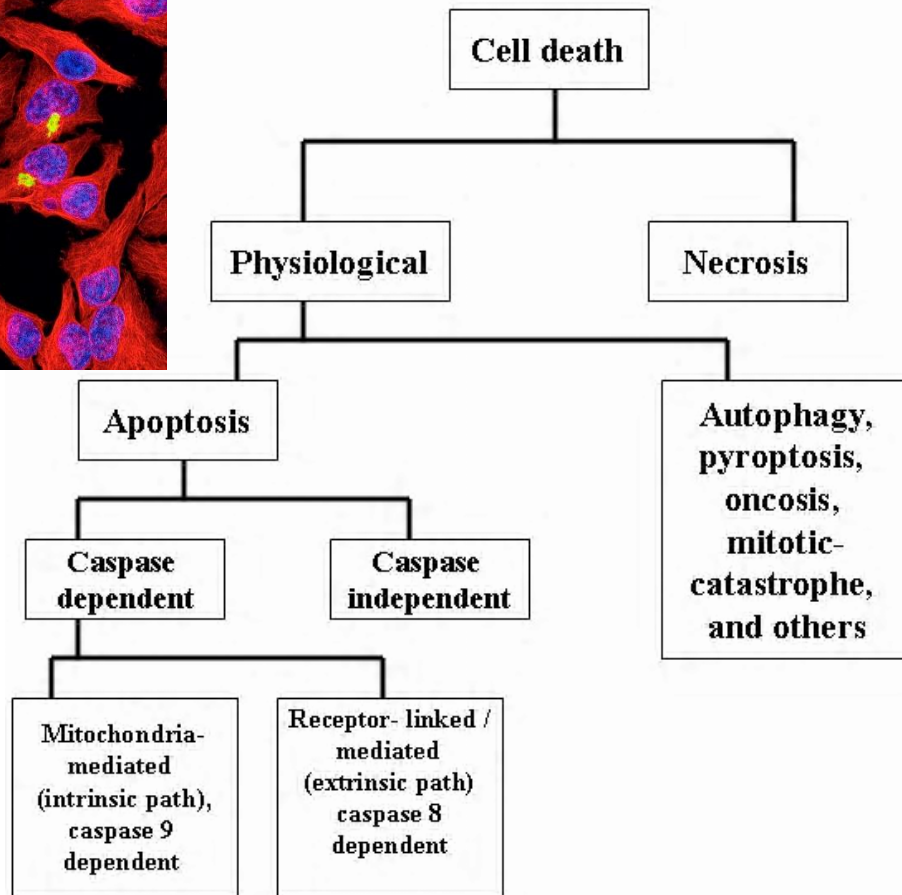 Cell death
Physiological
Necrosis
Apoptosis
Autophagy,
pyroptosis,
oncosis,
mitotic-
catastrophe,
and others
Caspase
dependent
Caspase
independent
Mitochondria-
mediated
(intrinsic path),
caspase 9
dependent
Receptor- linked /
mediated
(extrinsic path)
caspase 8
dependent